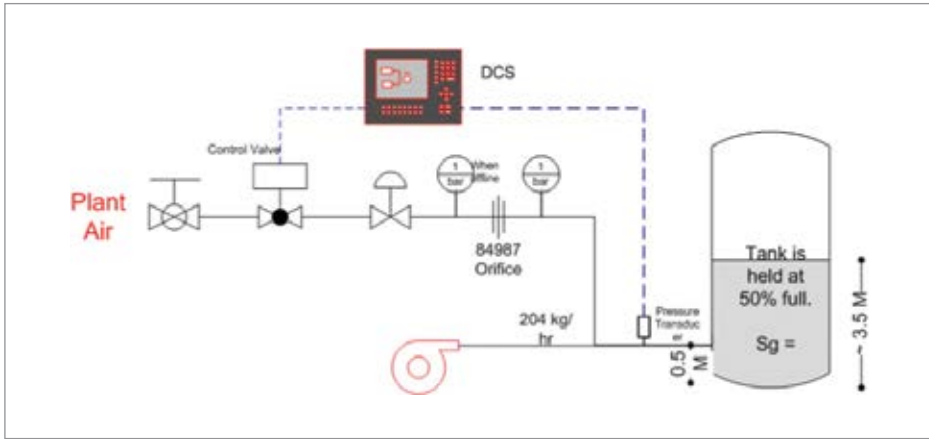 DCS
Control Valve
1
bar
When
offline
1
bar
Plant
Air
84987
Orifice
204 kg/
hr
Pressure
Transduc
er
0.5
M
Tank is
held at
50% full.
Sg =
~ 3.5 M